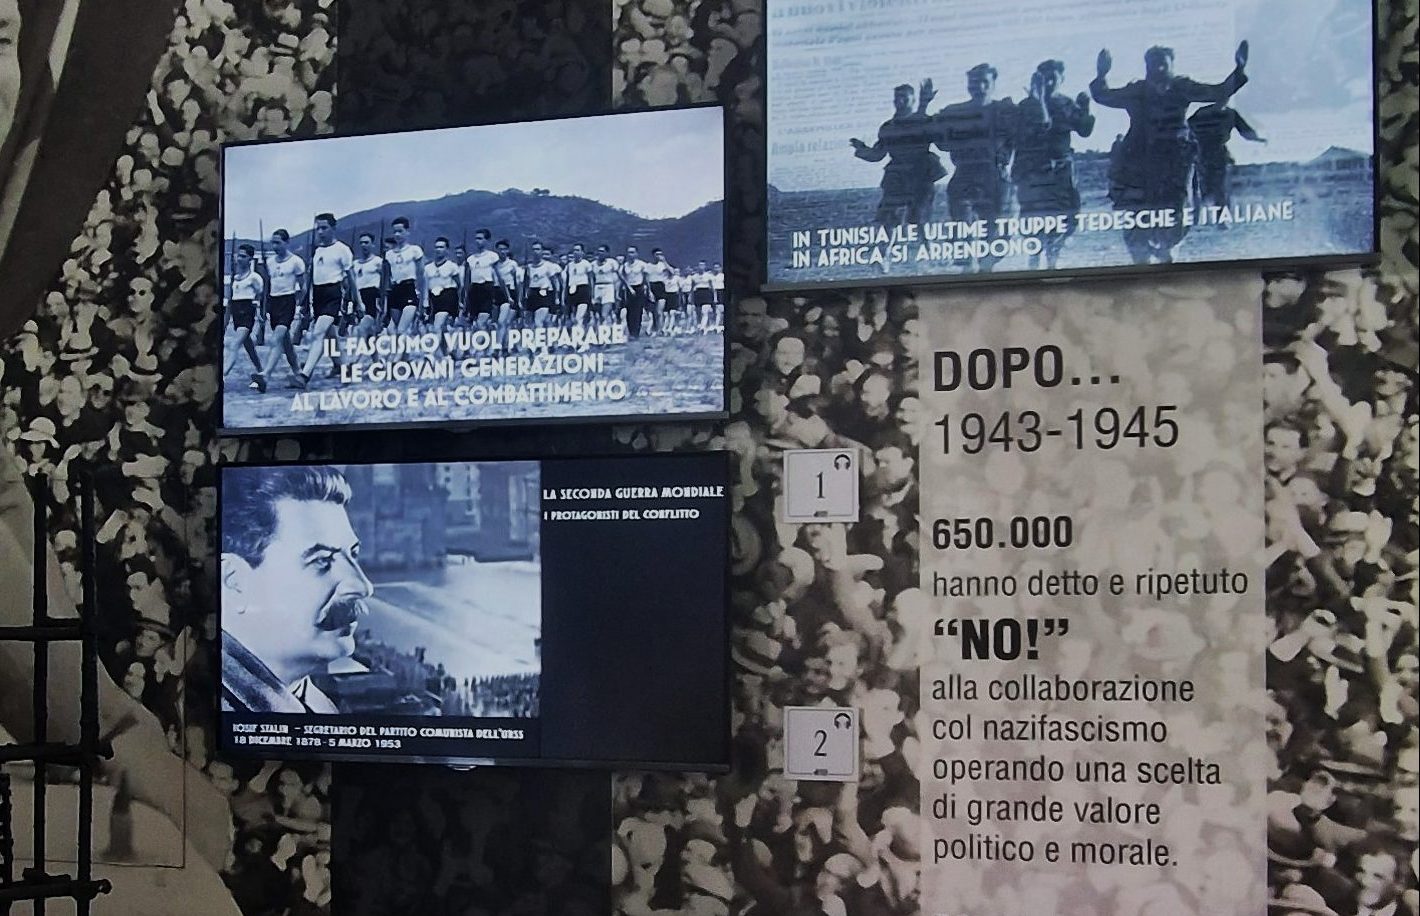 IN TUNISIA, LE ULTIME TRUPPE TEDESCHE E ITALIANE
IN AFRICA SI ARRENDONO
IL FASCISMO VUOL PREPARARE
LE GIOVANI GENERAZIONI
AL LAVORO E AL COMBATTIMENTO
LA SECONDA GUERRA MONDIALE
I PROTAGONISTI DEL CONFLITTO
IOSIF STALIN - SEGRETARIO DEL PARTITO COMUNISTA DELL'URSS
18 DICEMBRE 1878 - 5 MARZO 1953
1
2
DOPO...
1943-1945
650.000
hanno detto e ripetuto
“NO!”
alla collaborazione
col nazifascismo
operando una scelta
di grande valore
politico e morale.